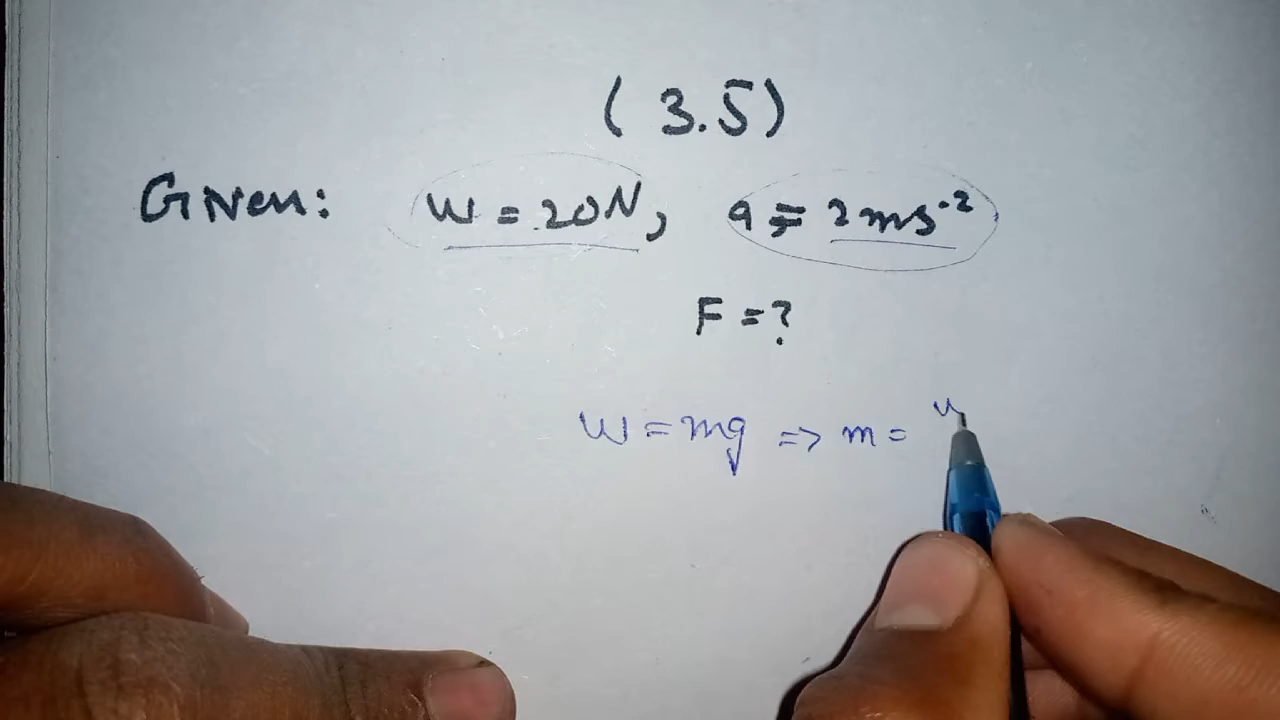 (3.5)
Given: W = 20N, a = 2ms-2
F = ?
W = mg => m = w